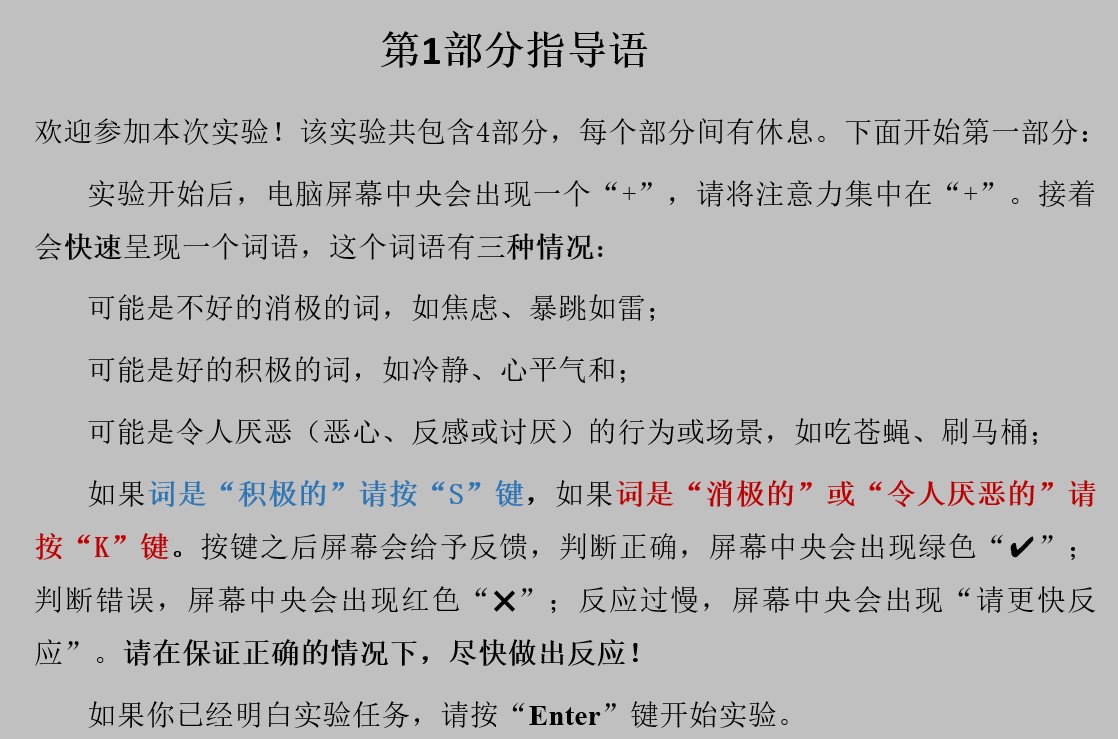 第1部分指导语
欢迎参加本次实验！该实验共包含4部分，每个部分间有休息。下面开始第一部分：
实验开始后，电脑屏幕中央会出现一个“+”，请将注意力集中在“+”。接着
会快速呈现一个词语，这个词语有三种情况：
可能是不好的消极的词，如焦虑、暴跳如雷；
可能是好的积极的词，如冷静、心平气和；
可能是令人厌恶（恶心、反感或讨厌）的行为或场景，如吃苍蝇、刷马桶；
如果词是“积极的”请按“S”键，如果词是“消极的”或“令人厌恶的”请
按“K”键。按键之后屏幕会给予反馈，判断正确，屏幕中央会出现绿色“✔”；
判断错误，屏幕中央会出现红色“✖”；反应过慢，屏幕中央会出现“请更快反
应”。请在保证正确的情况下，尽快做出反应！
如果你已经明白实验任务，请按“Enter”键开始实验。